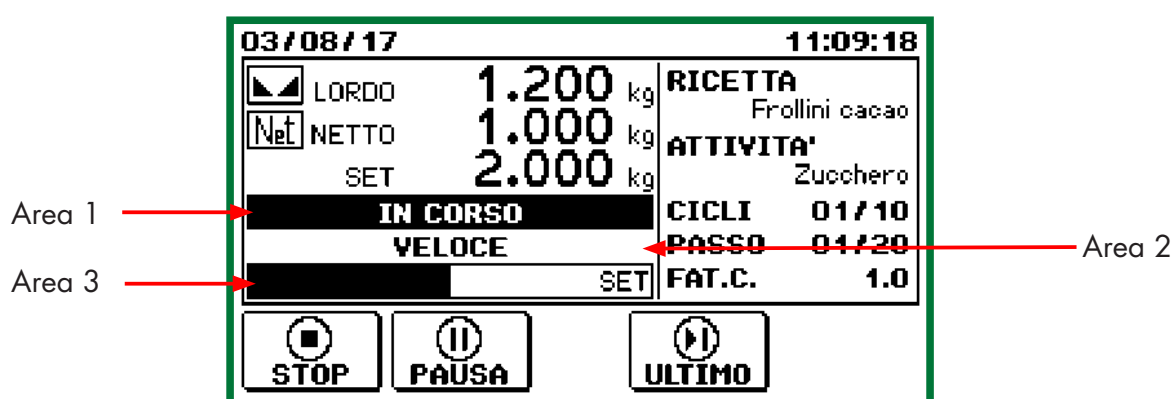 03/08/17 11:09:18
LORDO 1.200 kg
Net NETTO 1.000 kg
SET 2.000 kg
RICETTA
Frollini cacao
ATTIVITA'
Zucchero
Area 1
IN CORSO
CICLI 01/10
VELOCE
PASSO 01/20
Area 2
Area 3
SET
FAT.C. 1.0
STOP
PAUSA
ULTIMO